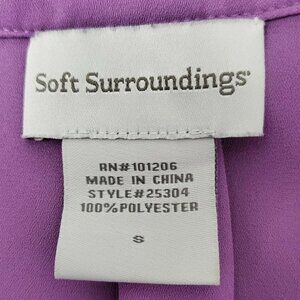 Soft Surroundings
RN#101206
MADE IN CHINA
STYLE#25304
100%POLYESTER
S